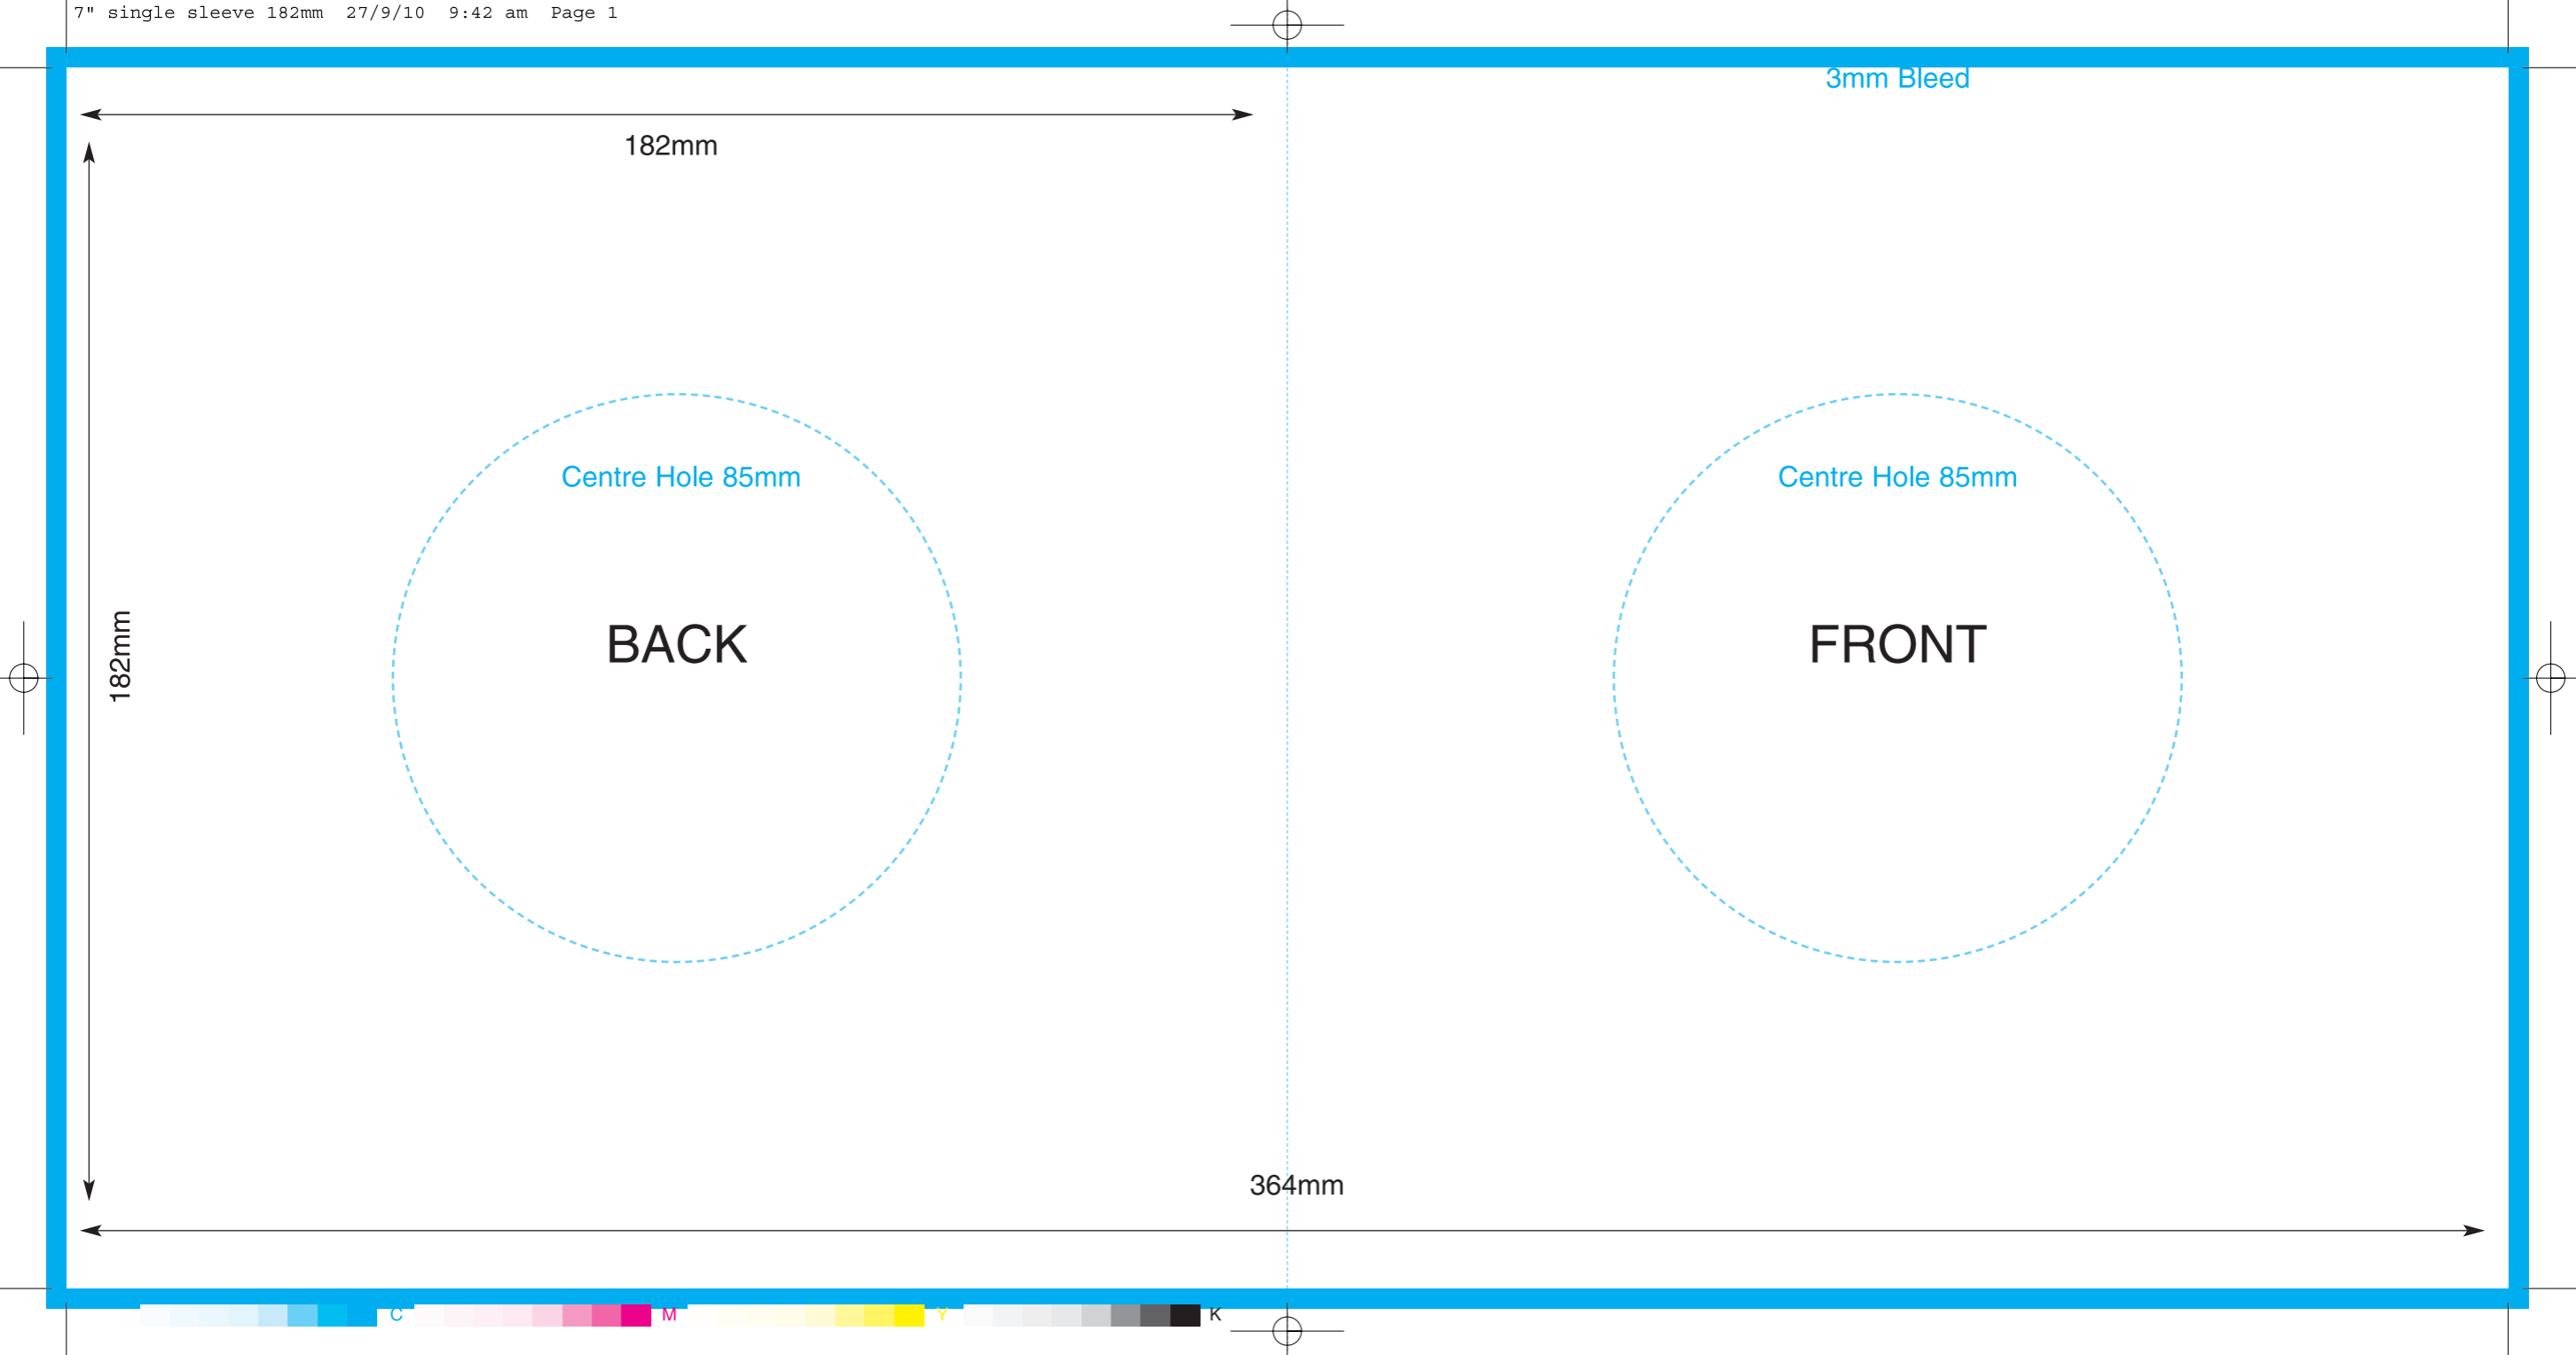 7" single sleeve 182mm  27/9/10  9:42 am  Page 1
3mm Bleed
182mm
Centre Hole 85mm
Centre Hole 85mm
182mm
BACK
FRONT
364mm
C
M
Y
K